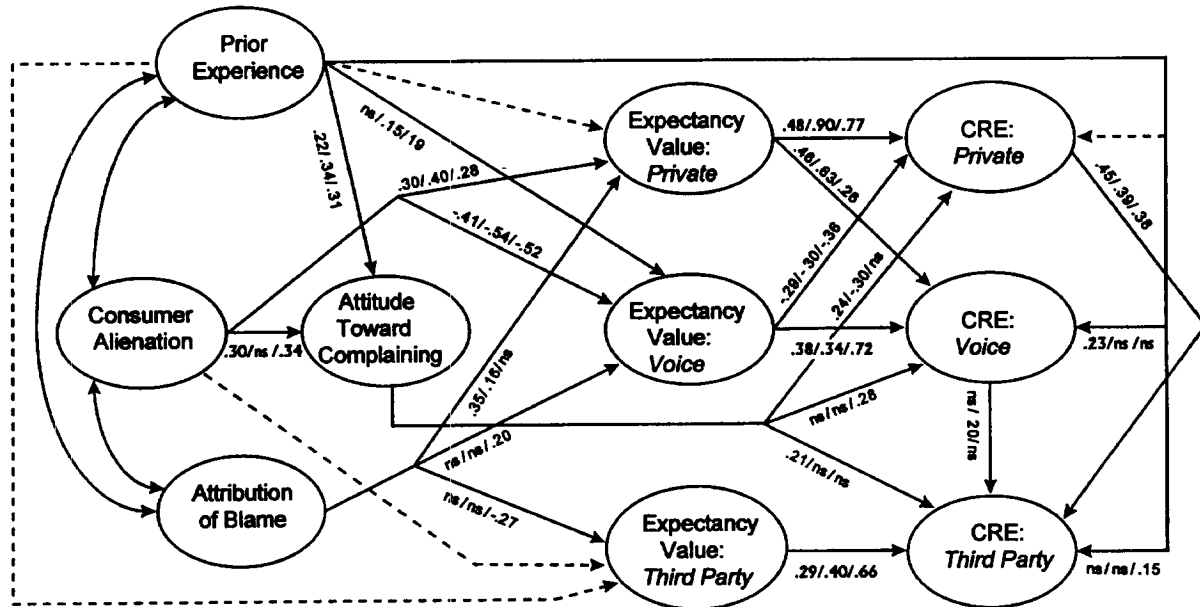 Prior
Experience
Expectancy
Value:
Private
.48/.90/.77
CRE:
Private
ns/.15/19
.22/.34/.31
.30/.40/.28
.46/.63/.26
.45/.39/.38
-.41/-.54/-.52
-.29/-.30/-.36
.24/-.30/ns
Consumer
Alienation
.30/ns/.34
Attitude
Toward
Complaining
Expectancy
Value:
Voice
.38/.34/.72
CRE:
Voice
.23/ns/ns
.35/.16/ns
ns/ns/.20
ns/ns/.28
ns/.20/ns
.21/ns/ns
Attribution
of Blame
ns/ns/-.27
Expectancy
Value:
Third Party
.29/.40/.66
CRE:
Third Party
ns/ns/.15